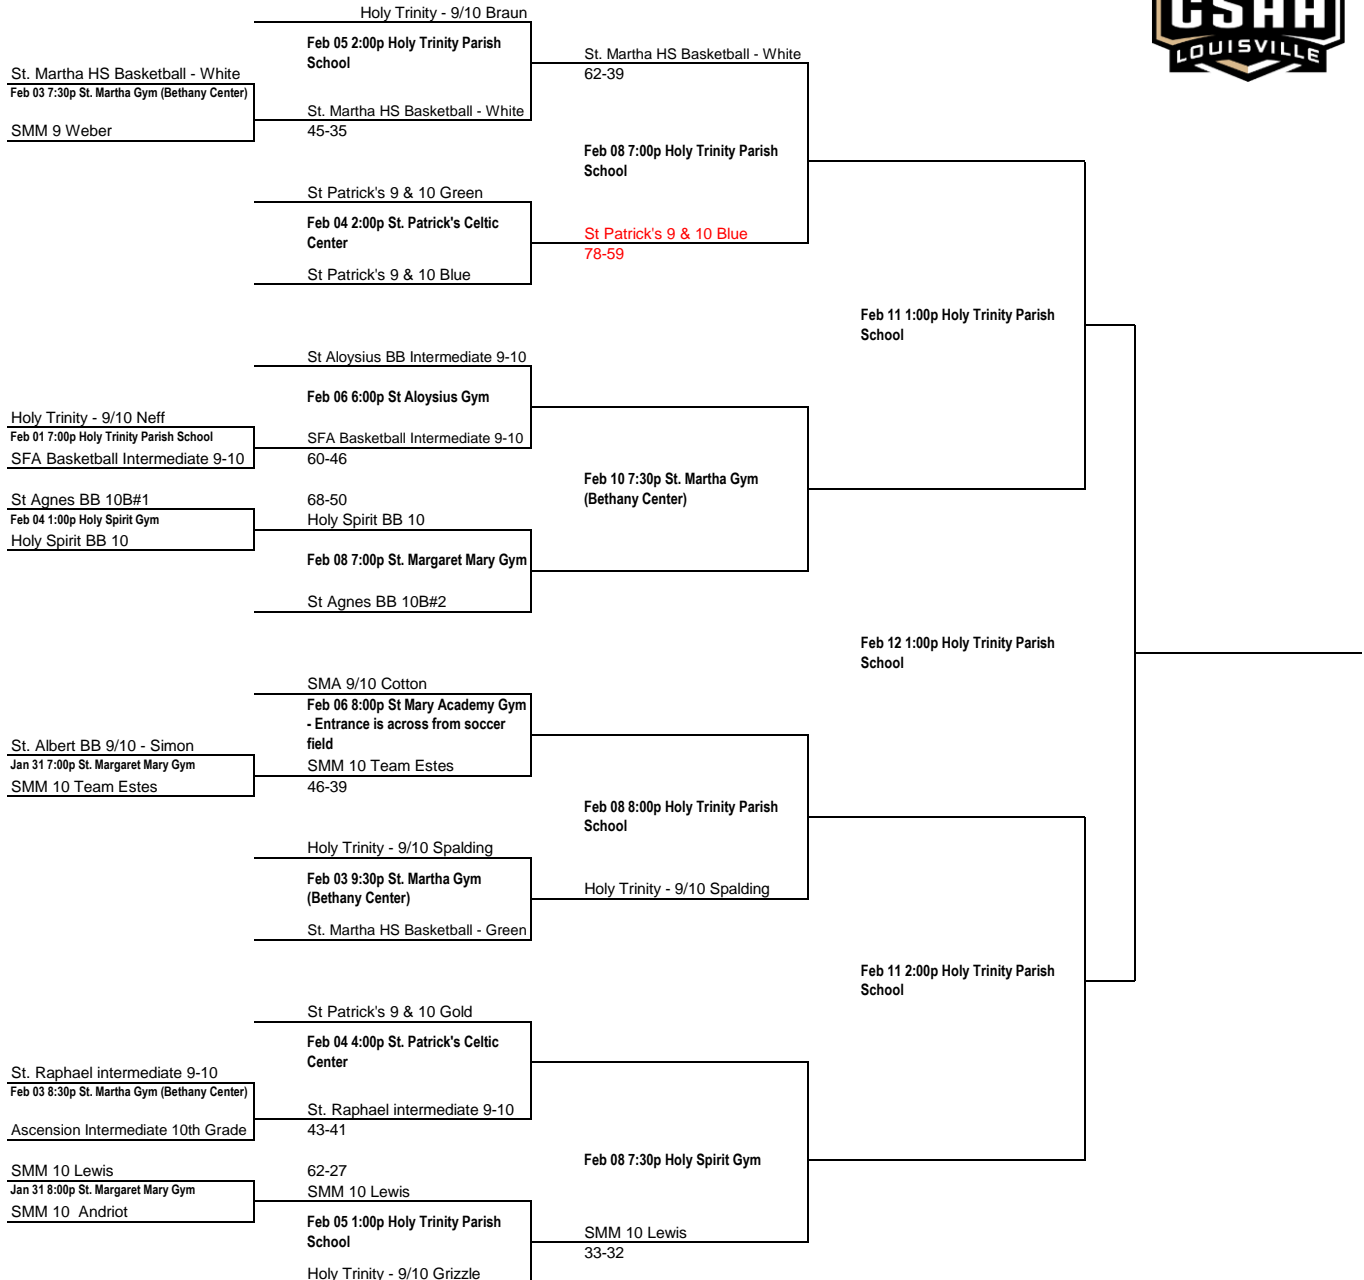 Holy Trinity - 9/10 Braun
CSAA
LOUISVILLE
Feb 05 2:00p Holy Trinity Parish
School
St. Martha HS Basketball - White
62-39
St. Martha HS Basketball - White
Feb 03 7:30p St. Martha Gym (Bethany Center)
SMM 9 Weber
St. Martha HS Basketball - White
45-35
Feb 08 7:00p Holy Trinity Parish
School
St Patrick's 9 & 10 Green
Feb 04 2:00p St. Patrick's Celtic
Center
St Patrick's 9 & 10 Blue
St Patrick's 9 & 10 Blue
78-59
Feb 11 1:00p Holy Trinity Parish
School
St Aloysius BB Intermediate 9-10
Feb 06 6:00p St Aloysius Gym
Holy Trinity - 9/10 Neff
Feb 01 7:00p Holy Trinity Parish School
SFA Basketball Intermediate 9-10
SFA Basketball Intermediate 9-10
60-46
Feb 10 7:30p St. Martha Gym
(Bethany Center)
St Agnes BB 10B#1
Feb 04 1:00p Holy Spirit Gym
Holy Spirit BB 10
68-50
Holy Spirit BB 10
Feb 08 7:00p St. Margaret Mary Gym
St Agnes BB 10B#2
Feb 12 1:00p Holy Trinity Parish
School
SMA 9/10 Cotton
Feb 06 8:00p St Mary Academy Gym
- Entrance is across from soccer
field
St. Albert BB 9/10 - Simon
Jan 31 7:00p St. Margaret Mary Gym
SMM 10 Team Estes
SMM 10 Team Estes
46-39
Feb 08 8:00p Holy Trinity Parish
School
Holy Trinity - 9/10 Spalding
Feb 03 9:30p St. Martha Gym
(Bethany Center)
St. Martha HS Basketball - Green
Holy Trinity - 9/10 Spalding
Feb 11 2:00p Holy Trinity Parish
School
St Patrick's 9 & 10 Gold
Feb 04 4:00p St. Patrick's Celtic
Center
St. Raphael intermediate 9-10
Feb 03 8:30p St. Martha Gym (Bethany Center)
Ascension Intermediate 10th Grade
St. Raphael intermediate 9-10
43-41
Feb 08 7:30p Holy Spirit Gym
SMM 10 Lewis
Jan 31 8:00p St. Margaret Mary Gym
SMM 10  Andriot
62-27
SMM 10 Lewis
Feb 05 1:00p Holy Trinity Parish
School
Holy Trinity - 9/10 Grizzle
SMM 10 Lewis
33-32